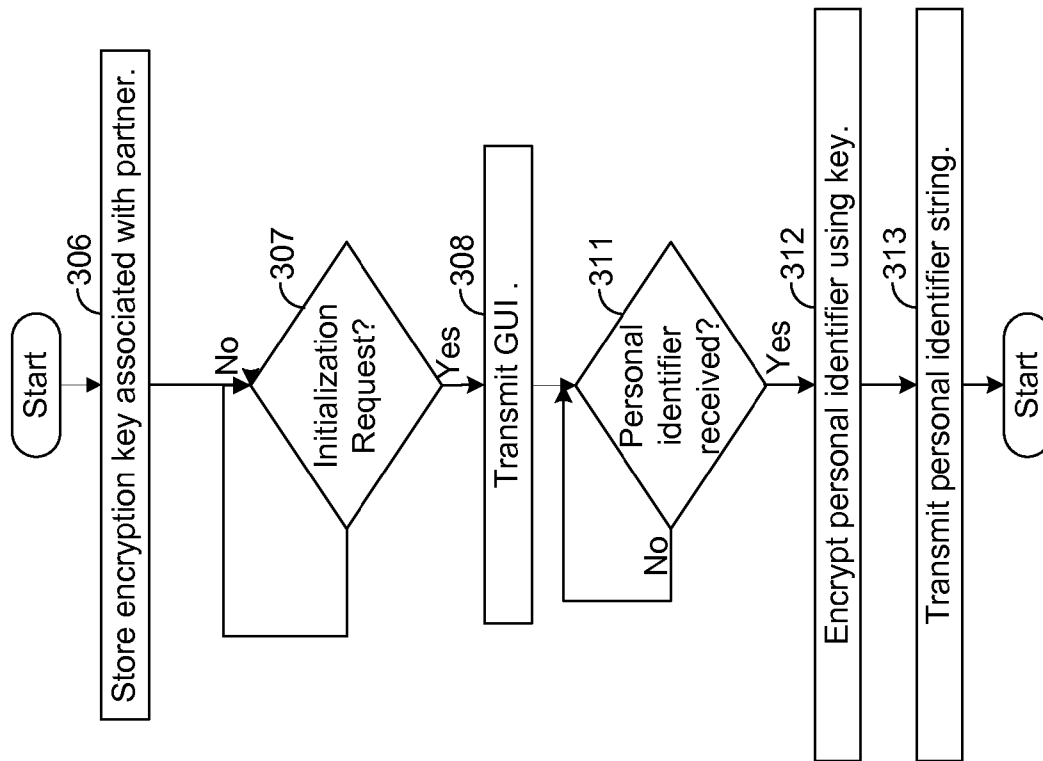 Start
306
Store encryption key associated with partner.
No
307
Initialization
Request?
Yes
308
Transmit GUI .
311
Personal
identifier
received?
No
Yes
312
Encrypt personal identifier using key.
313
Transmit personal identifier string.
Start